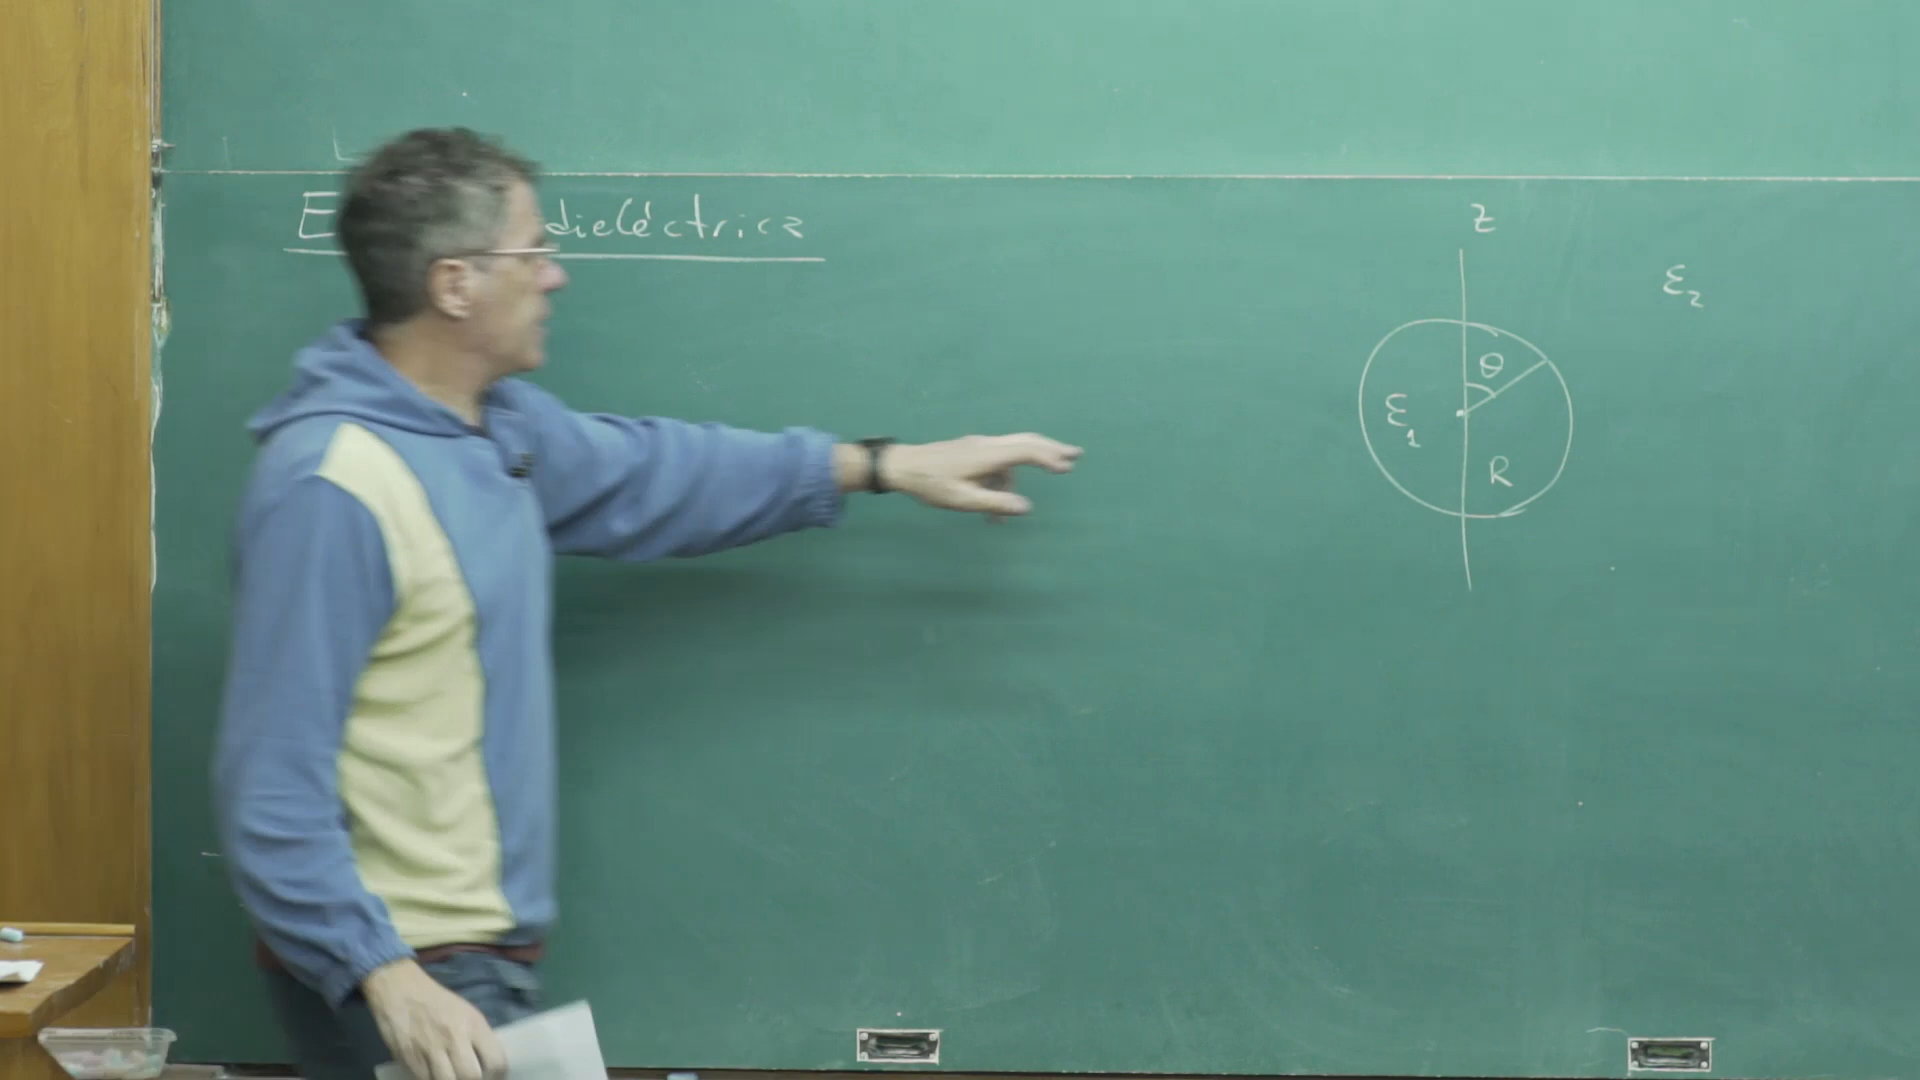 dieléctrica
z
ε₂
θ
ε₁
R